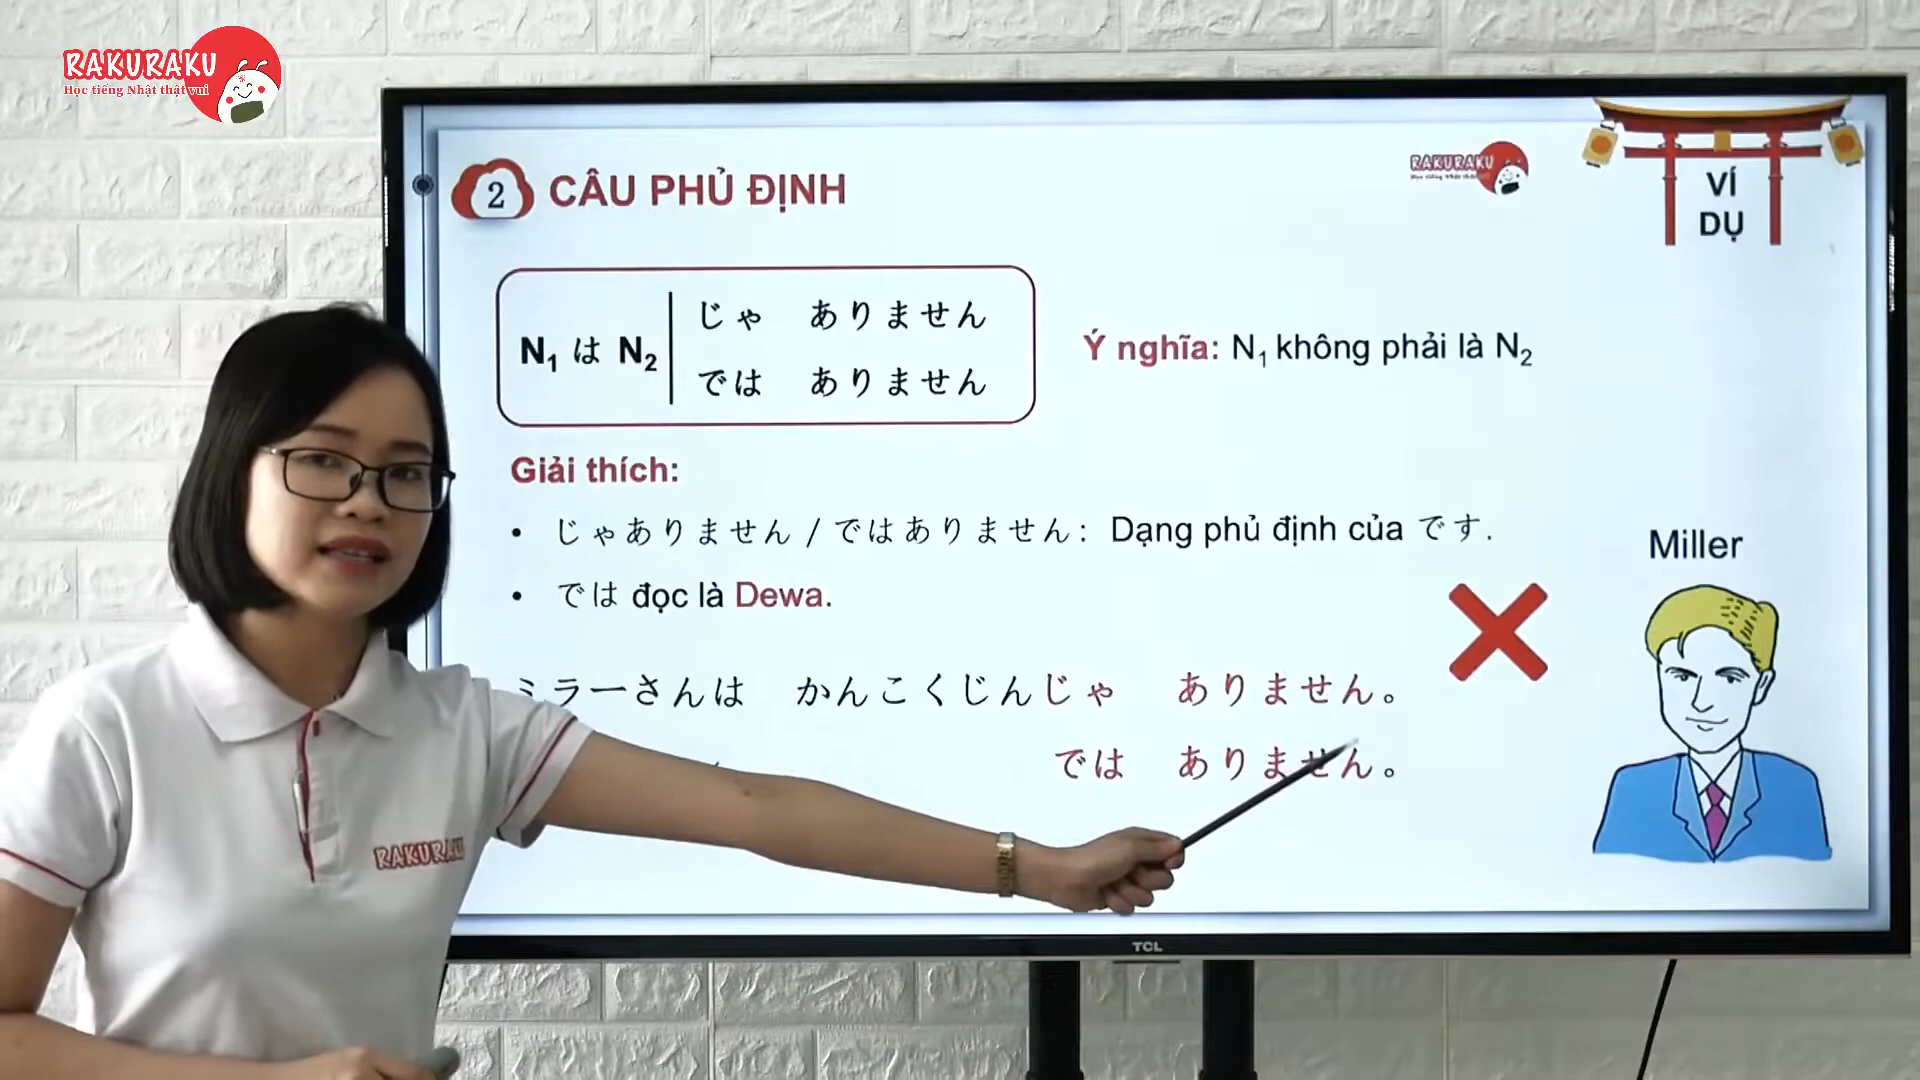 RAKURAKU
Học tiếng Nhật thật vui
RAKURAKU
2 CÂU PHỦ ĐỊNH
VÍ
DỤ
N1 は N2
じゃ ありません
では ありません
Ý nghĩa: N1 không phải là N2
Giải thích:
• じゃありません / ではありません: Dạng phủ định của です.
• では đọc là Dewa.
Miller
ミラーさんは かんこくじんじゃ ありません。
では ありません。
RAKURAKU
TCL